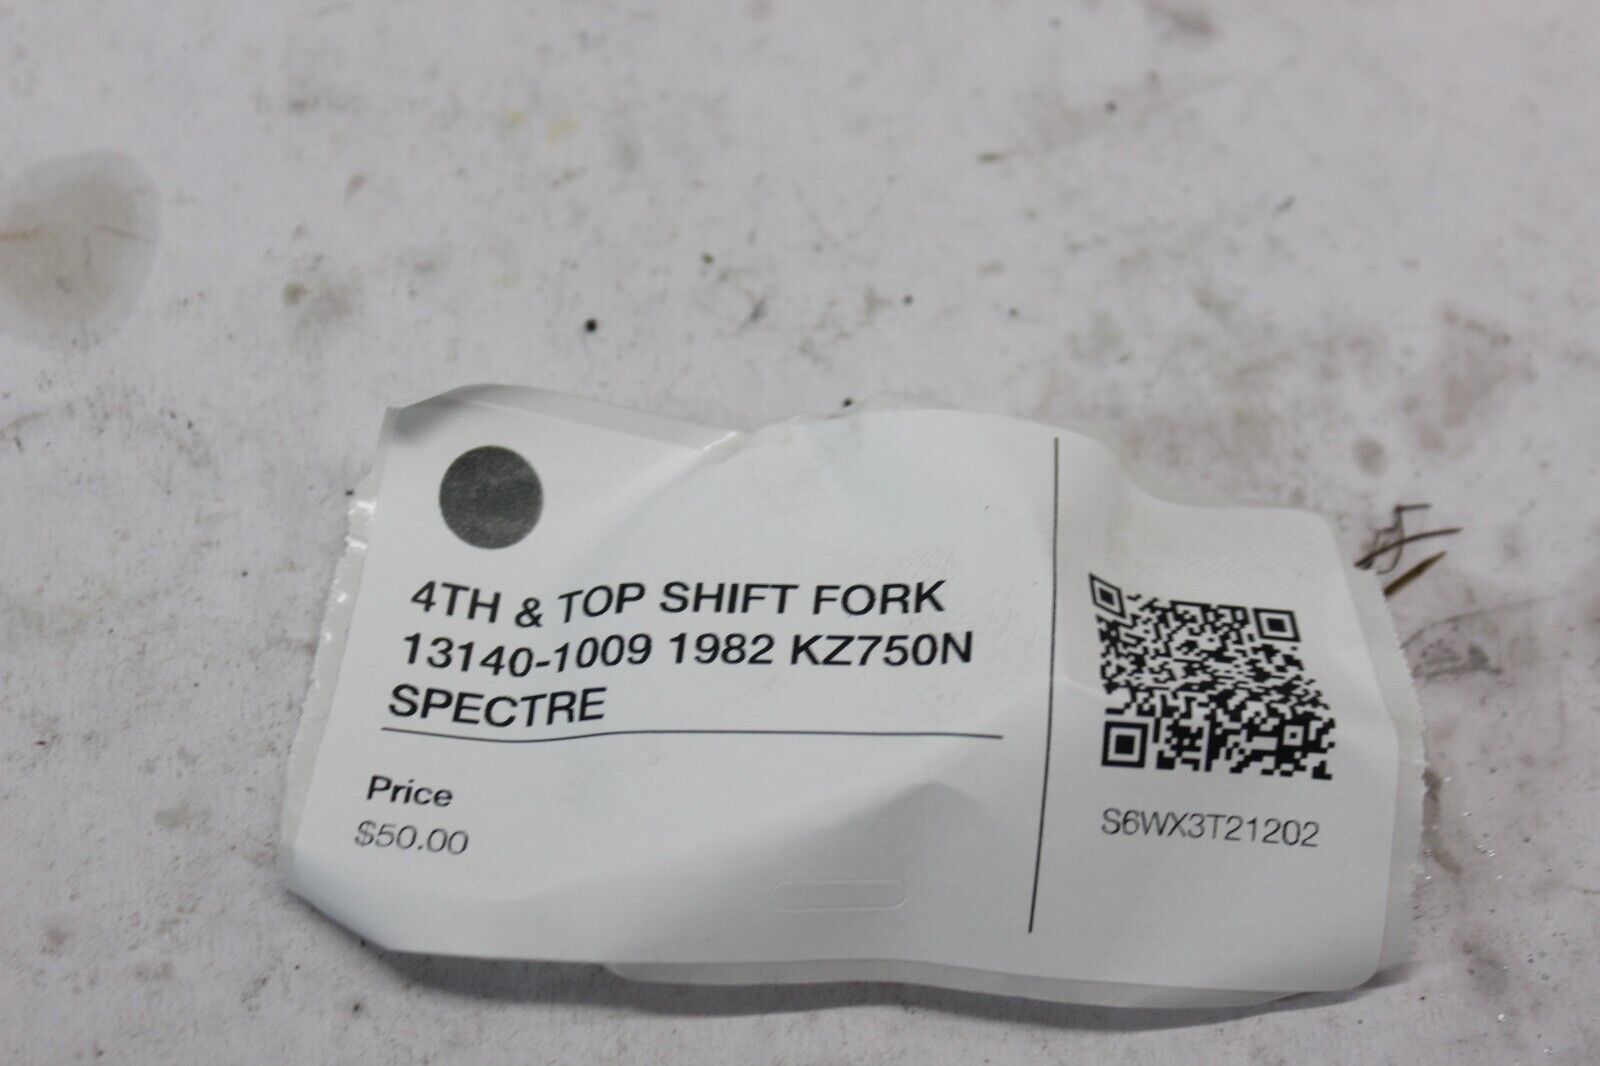 4TH & TOP SHIFT FORK
13140-1009 1982 KZ750N
SPECTRE
Price
$50.00
S6WX3T21202